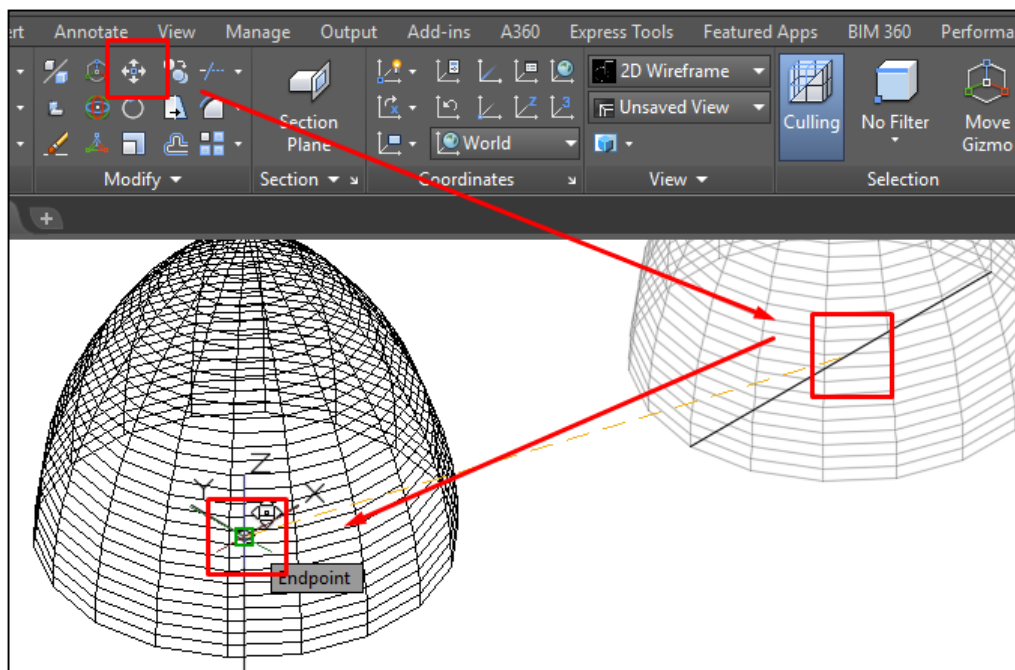 ert Annotate View Manage Output Add-ins A360 Express Tools Featured Apps BIM 360 Performa
2D Wireframe
Unsaved View
Section
Plane
World
Culling
No Filter
Move
Gizmo
Modify
Section
Coordinates
View
Selection
Z
Y
X
Endpoint